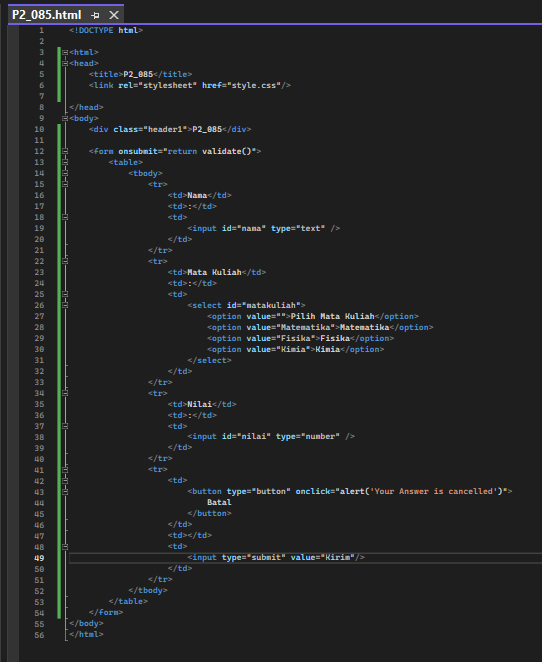 P2_085.html
1 <!DOCTYPE html>
2
3 <html>
4 <head>
5 <title>P2_085</title>
6 <link rel="stylesheet" href="style.css"/>
7
8 </head>
9 <body>
10 <div class="header1">P2_085</div>
11
12 <form onsubmit="return validate()">
13 <table>
14 <tbody>
15 <tr>
16 <td>Nama</td>
17 <td>:</td>
18 <td>
19 <input id="nama" type="text" />
20 </td>
21 </tr>
22 <tr>
23 <td>Mata Kuliah</td>
24 <td>:</td>
25 <td>
26 <select id="matakuliah">
27 <option value="">Pilih Mata Kuliah</option>
28 <option value="Matematika">Matematika</option>
29 <option value="Fisika">Fisika</option>
30 <option value="Kimia">Kimia</option>
31 </select>
32 </td>
33 </tr>
34 <tr>
35 <td>Nilai</td>
36 <td>:</td>
37 <td>
38 <input id="nilai" type="number" />
39 </td>
40 </tr>
41 <tr>
42 <td>
43 <button type="button" onclick="alert('Your Answer is cancelled')">
44 Batal
45 </button>
46 </td>
47 <td></td>
48 <td>
49 <input type="submit" value="Kirim"/>
50 </td>
51 </tr>
52 </tbody>
53 </table>
54 </form>
55 </body>
56 </html>